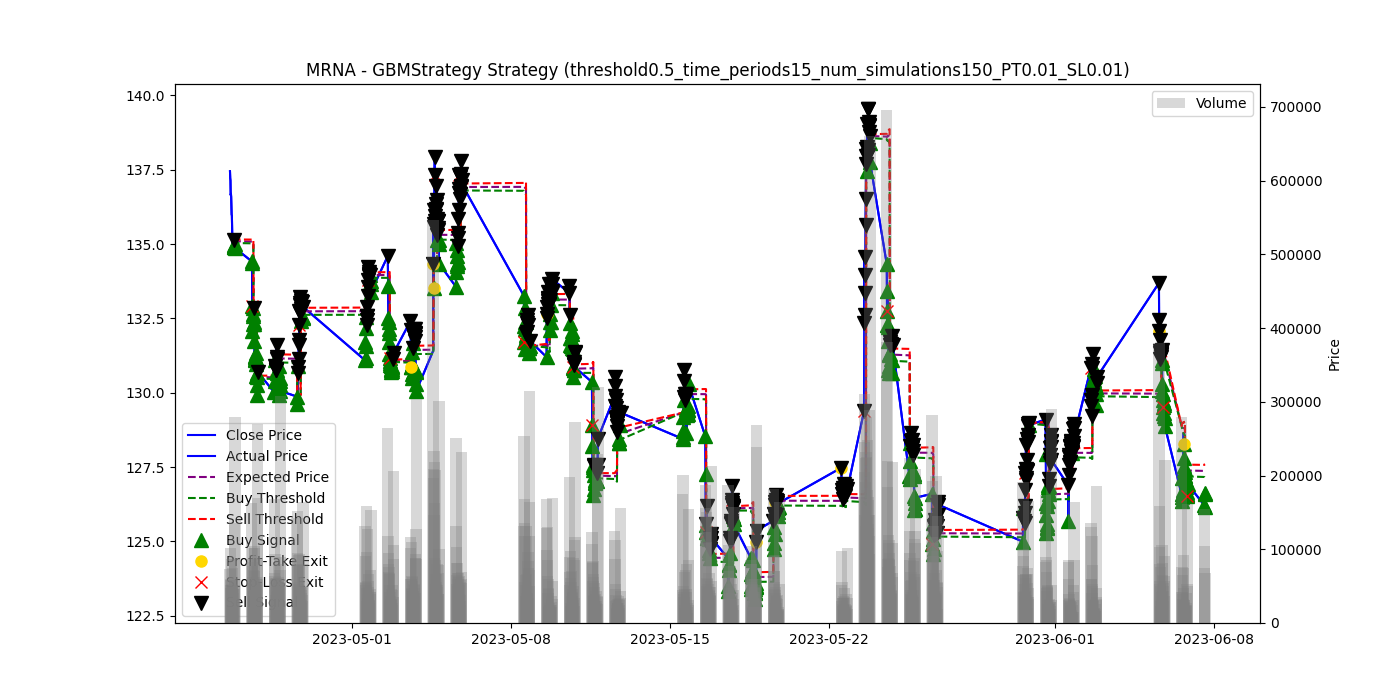 MRNA - GBMStrategy Strategy (threshold0.5_time_periods15_num_simulations150_PT0.01_SL0.01)
140.0
137.5
135.0
132.5
130.0
127.5
125.0
122.5
Volume
700000
600000
500000
400000
300000
200000
100000
0
Price
Close Price
Actual Price
Expected Price
Buy Threshold
Sell Threshold
Buy Signal
Profit-Take Exit
Stop-Loss Exit
Sell Signal
2023-05-01
2023-05-08
2023-05-15
2023-05-22
2023-06-01
2023-06-08